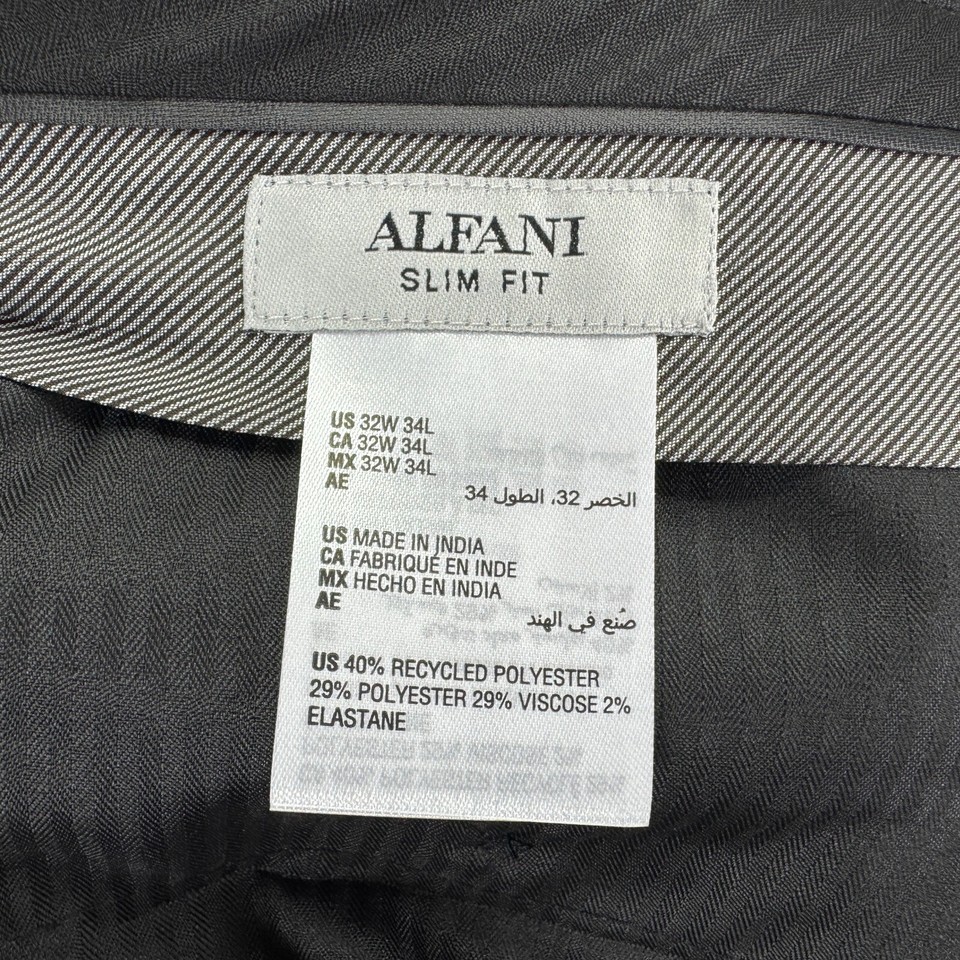 ALFANI
SLIM FIT
US 32W 34L
CA 32W 34L
MX 32W 34L
AE
الخصر 32، الطول 34
US MADE IN INDIA
CA FABRIQUÉ EN INDE
MX HECHO EN INDIA
AE
صُنع في الهند
US 40% RECYCLED POLYESTER
29% POLYESTER 29% VISCOSE 2%
ELASTANE